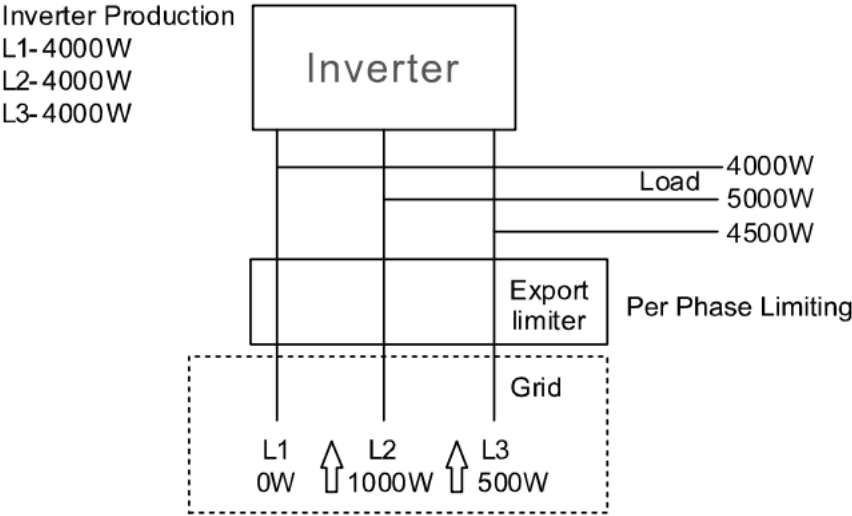 Inverter Production
L1-4000W
L2-4000W
L3-4000W
Inverter
4000W
Load
5000W
4500W
Export
limiter
Per Phase Limiting
Grid
L1 L2 L3
0W 1000W 500W